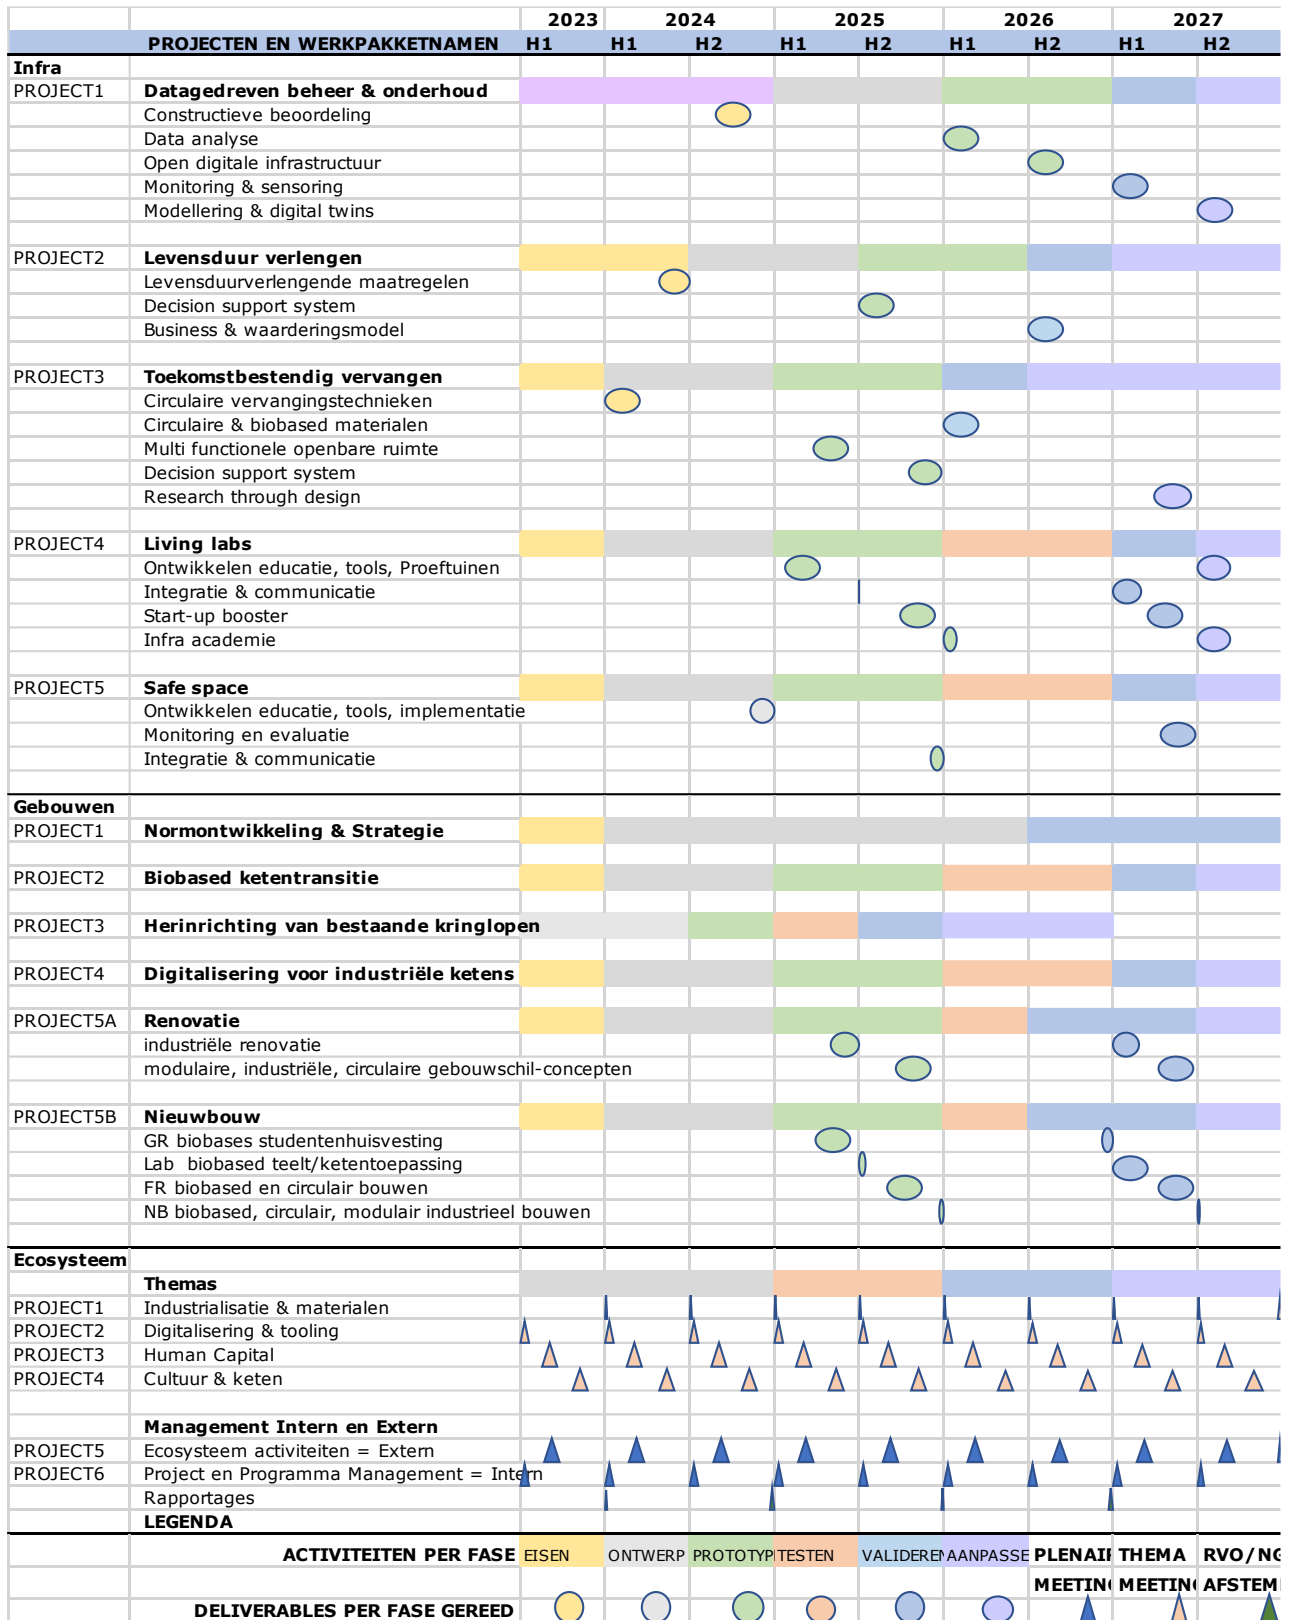 2023 2024 2025 2026 2027
PROJECTEN EN WERKPAKKETNAMEN H1 H1 H2 H1 H2 H1 H2 H1 H2
Infra
PROJECT1 Datagedreven beheer & onderhoud
Constructieve beoordeling
Data analyse
Open digitale infrastructuur
Monitoring & sensoring
Modellering & digital twins
PROJECT2 Levensduur verlengen
Levensduurverlengende maatregelen
Decision support system
Business & waarderingsmodel
PROJECT3 Toekomstbestendig vervangen
Circulaire vervangingstechnieken
Circulaire & biobased materialen
Multi functionele openbare ruimte
Decision support system
Research through design
PROJECT4 Living labs
Ontwikkelen educatie, tools, Proeftuinen
Integratie & communicatie
Start-up booster
Infra academie
PROJECT5 Safe space
Ontwikkelen educatie, tools, implementatie
Monitoring en evaluatie
Integratie & communicatie
Gebouwen
PROJECT1 Normontwikkeling & Strategie
PROJECT2 Biobased ketentransitie
PROJECT3 Herinrichting van bestaande kringlopen
PROJECT4 Digitalisering voor industriële ketens
PROJECT5A Renovatie
industriële renovatie
modulaire, industriële, circulaire gebouwschil-concepten
PROJECT5B Nieuwbouw
GR biobases studentenhuisvesting
Lab biobased teelt/ketentoepassing
FR biobased en circulair bouwen
NB biobased, circulair, modulair industrieel bouwen
Ecosysteem
Themas
PROJECT1 Industrialisatie & materialen
PROJECT2 Digitalisering & tooling
PROJECT3 Human Capital
PROJECT4 Cultuur & keten
Management Intern en Extern
PROJECT5 Ecosysteem activiteiten = Extern
PROJECT6 Project en Programma Management = Intern
Rapportages
LEGENDA
ACTIVITEITEN PER FASE EISEN ONTWERP PROTOTYP TESTEN VALIDEREN AANPASSE PLENAIR THEMA RVO/NG
MEETING MEETING AFSTEM
DELIVERABLES PER FASE GEREED